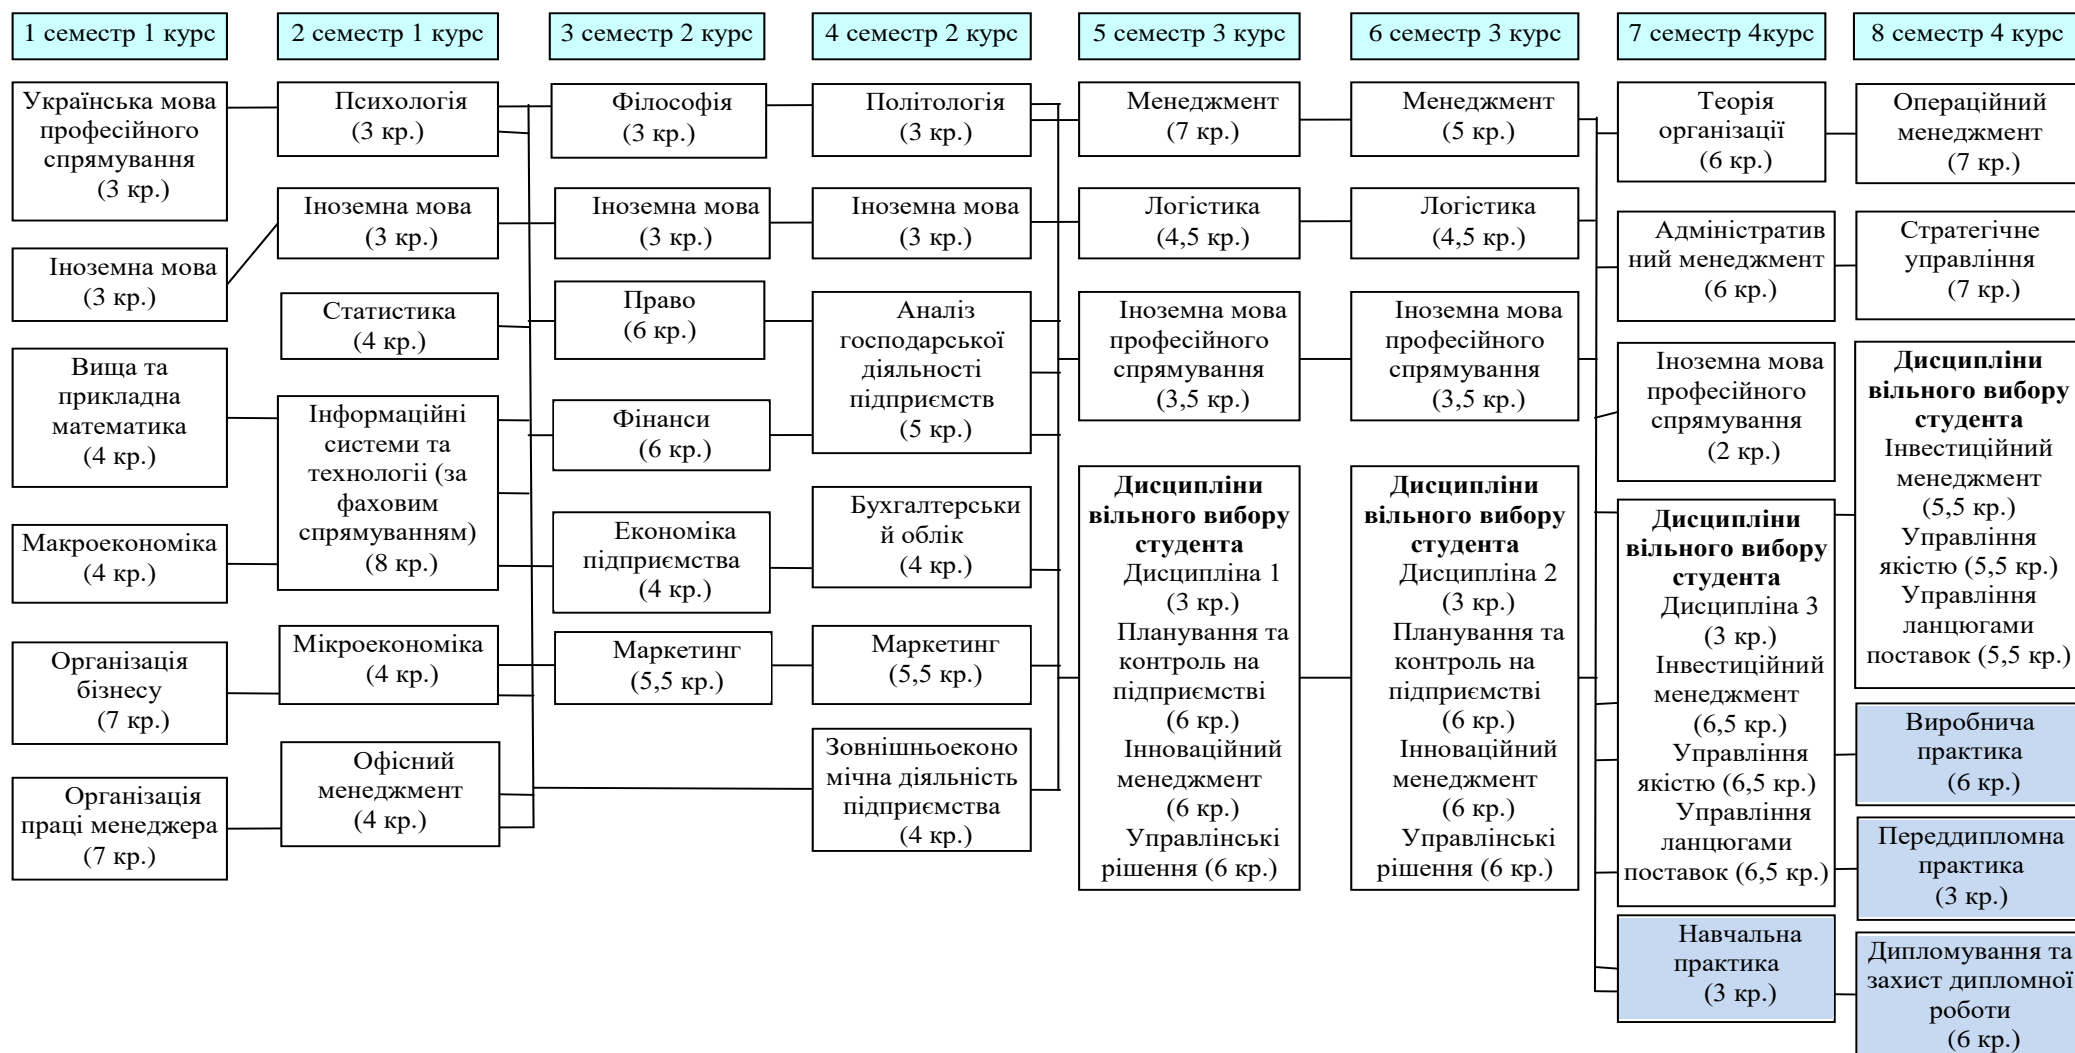 1 семестр 1 курс
2 семестр 1 курс
3 семестр 2 курс
4 семестр 2 курс
5 семестр 3 курс
6 семестр 3 курс
7 семестр 4курс
8 семестр 4 курс
Українська мова
професійного
спрямування
(3 кр.)
Іноземна мова
(3 кр.)
Вища та
прикладна
математика
(4 кр.)
Макроекономіка
(4 кр.)
Організація
бізнесу
(7 кр.)
Організація
праці менеджера
(7 кр.)
Психологія
(3 кр.)
Іноземна мова
(3 кр.)
Статистика
(4 кр.)
Інформаційні
системи та
технології (за
фаховим
спрямуванням)
(8 кр.)
Мікроекономіка
(4 кр.)
Офісний
менеджмент
(4 кр.)
Філософія
(3 кр.)
Іноземна мова
(3 кр.)
Право
(6 кр.)
Фінанси
(6 кр.)
Економіка
підприємства
(4 кр.)
Маркетинг
(5,5 кр.)
Політологія
(3 кр.)
Іноземна мова
(3 кр.)
Аналіз
господарської
діяльності
підприємств
(5 кр.)
Бухгалтерськи
й облік
(4 кр.)
Маркетинг
(5,5 кр.)
Зовнішньоеконо
мічна діяльність
підприємства
(4 кр.)
Менеджмент
(7 кр.)
Логістика
(4,5 кр.)
Іноземна мова
професійного
спрямування
(3,5 кр.)
Дисципліни
вільного вибору
студента
Дисципліна 1
(3 кр.)
Планування та
контроль на
підприємстві
(6 кр.)
Інноваційний
менеджмент
(6 кр.)
Управлінські
рішення (6 кр.)
Менеджмент
(5 кр.)
Логістика
(4,5 кр.)
Іноземна мова
професійного
спрямування
(3,5 кр.)
Дисципліни
вільного вибору
студента
Дисципліна 2
(3 кр.)
Планування та
контроль на
підприємстві
(6 кр.)
Інноваційний
менеджмент
(6 кр.)
Управлінські
рішення (6 кр.)
Теорія
організації
(6 кр.)
Адміністратив
ний менеджмент
(6 кр.)
Іноземна мова
професійного
спрямування
(2 кр.)
Дисципліни
вільного вибору
студента
Дисципліна 3
(3 кр.)
Інвестиційний
менеджмент
(6,5 кр.)
Управління
якістю (6,5 кр.)
Управління
ланцюгами
поставок (6,5 кр.)
Навчальна
практика
(3 кр.)
Операційний
менеджмент
(7 кр.)
Стратегічне
управління
(7 кр.)
Дисципліни
вільного вибору
студента
Інвестиційний
менеджмент
(5,5 кр.)
Управління
якістю (5,5 кр.)
Управління
ланцюгами
поставок (5,5 кр.)
Виробнича
практика
(6 кр.)
Переддипломна
практика
(3 кр.)
Дипломування та
захист дипломної
роботи
(6 кр.)